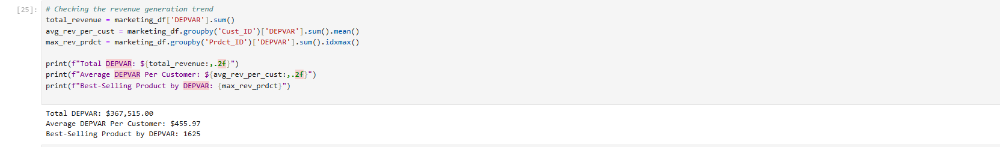 [25]:
# Checking the revenue generation trend
total_revenue = marketing_df['DEPVAR'].sum()
avg_rev_per_cust = marketing_df.groupby('Cust_ID')['DEPVAR'].sum().mean()
max_rev_prdct = marketing_df.groupby('Prdct_ID')['DEPVAR'].sum().idxmax()
print(f"Total DEPVAR: ${total_revenue:,.2f}")
print(f"Average DEPVAR Per Customer: ${avg_rev_per_cust:,.2f}")
print(f"Best-Selling Product by DEPVAR: {max_rev_prdct}")
Total DEPVAR: $367,515.00
Average DEPVAR Per Customer: $455.97
Best-Selling Product by DEPVAR: 1625